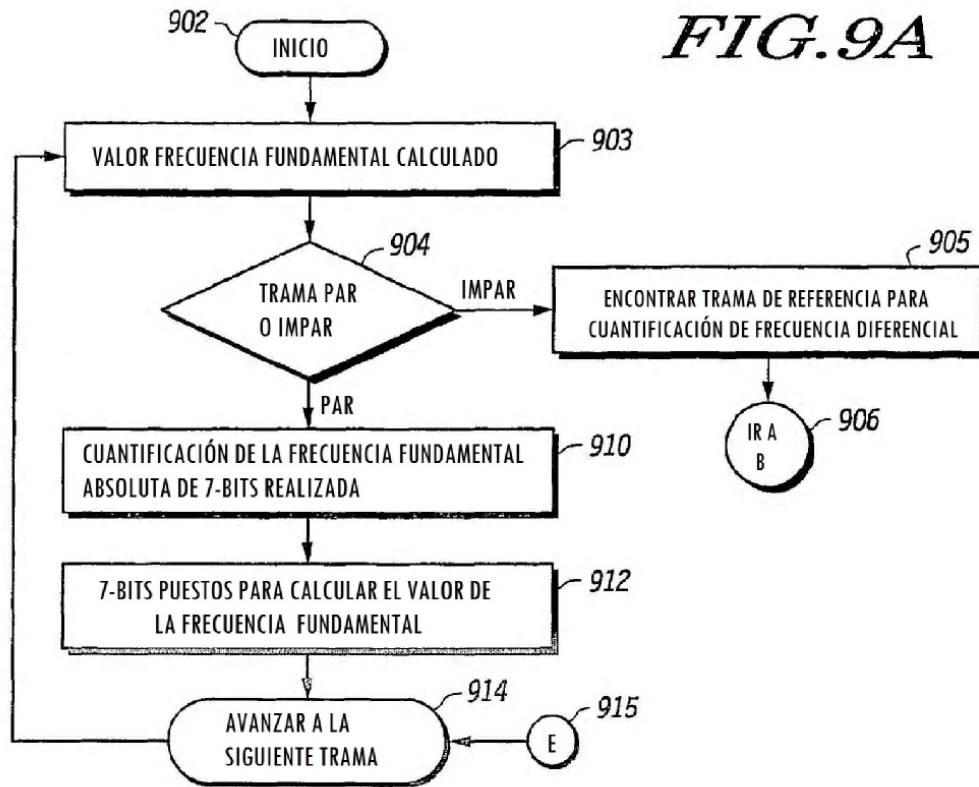 902
INICIO
FIG.9A
VALOR FRECUENCIA FUNDAMENTAL CALCULADO
903
904
TRAMA PAR
O IMPAR
IMPAR
905
ENCONTRAR TRAMA DE REFERENCIA PARA
CUANTIFICACIÓN DE FRECUENCIA DIFERENCIAL
PAR
IR A
B
906
CUANTIFICACIÓN DE LA FRECUENCIA FUNDAMENTAL
ABSOLUTA DE 7-BITS REALIZADA
910
7-BITS PUESTOS PARA CALCULAR EL VALOR DE
LA FRECUENCIA FUNDAMENTAL
912
AVANZAR A LA
SIGUIENTE TRAMA
914
E
915